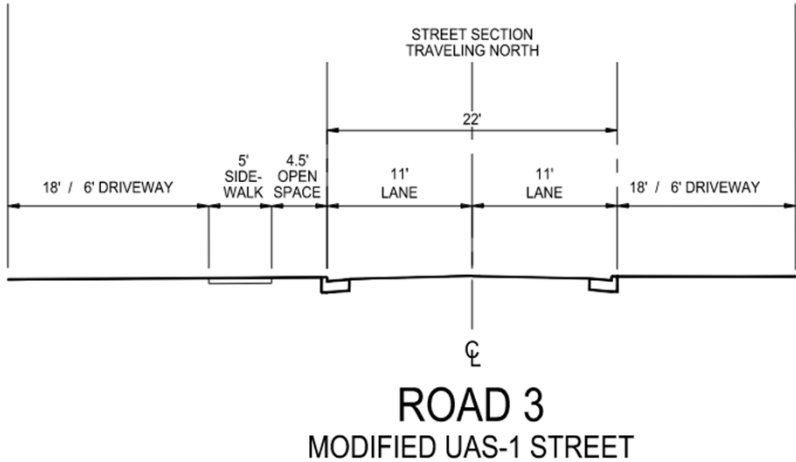 STREET SECTION
TRAVELING NORTH
22'
18' / 6' DRIVEWAY
5'
SIDE-
WALK
4.5'
OPEN
SPACE
11'
LANE
11'
LANE
18' / 6' DRIVEWAY
℄
ROAD 3
MODIFIED UAS-1 STREET